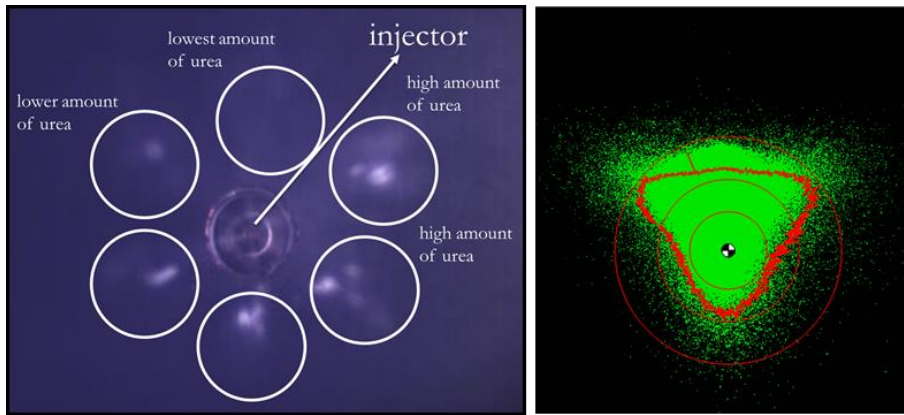 lowest amount
of urea
injector
high amount
of urea
lower amount
of urea
high amount
of urea